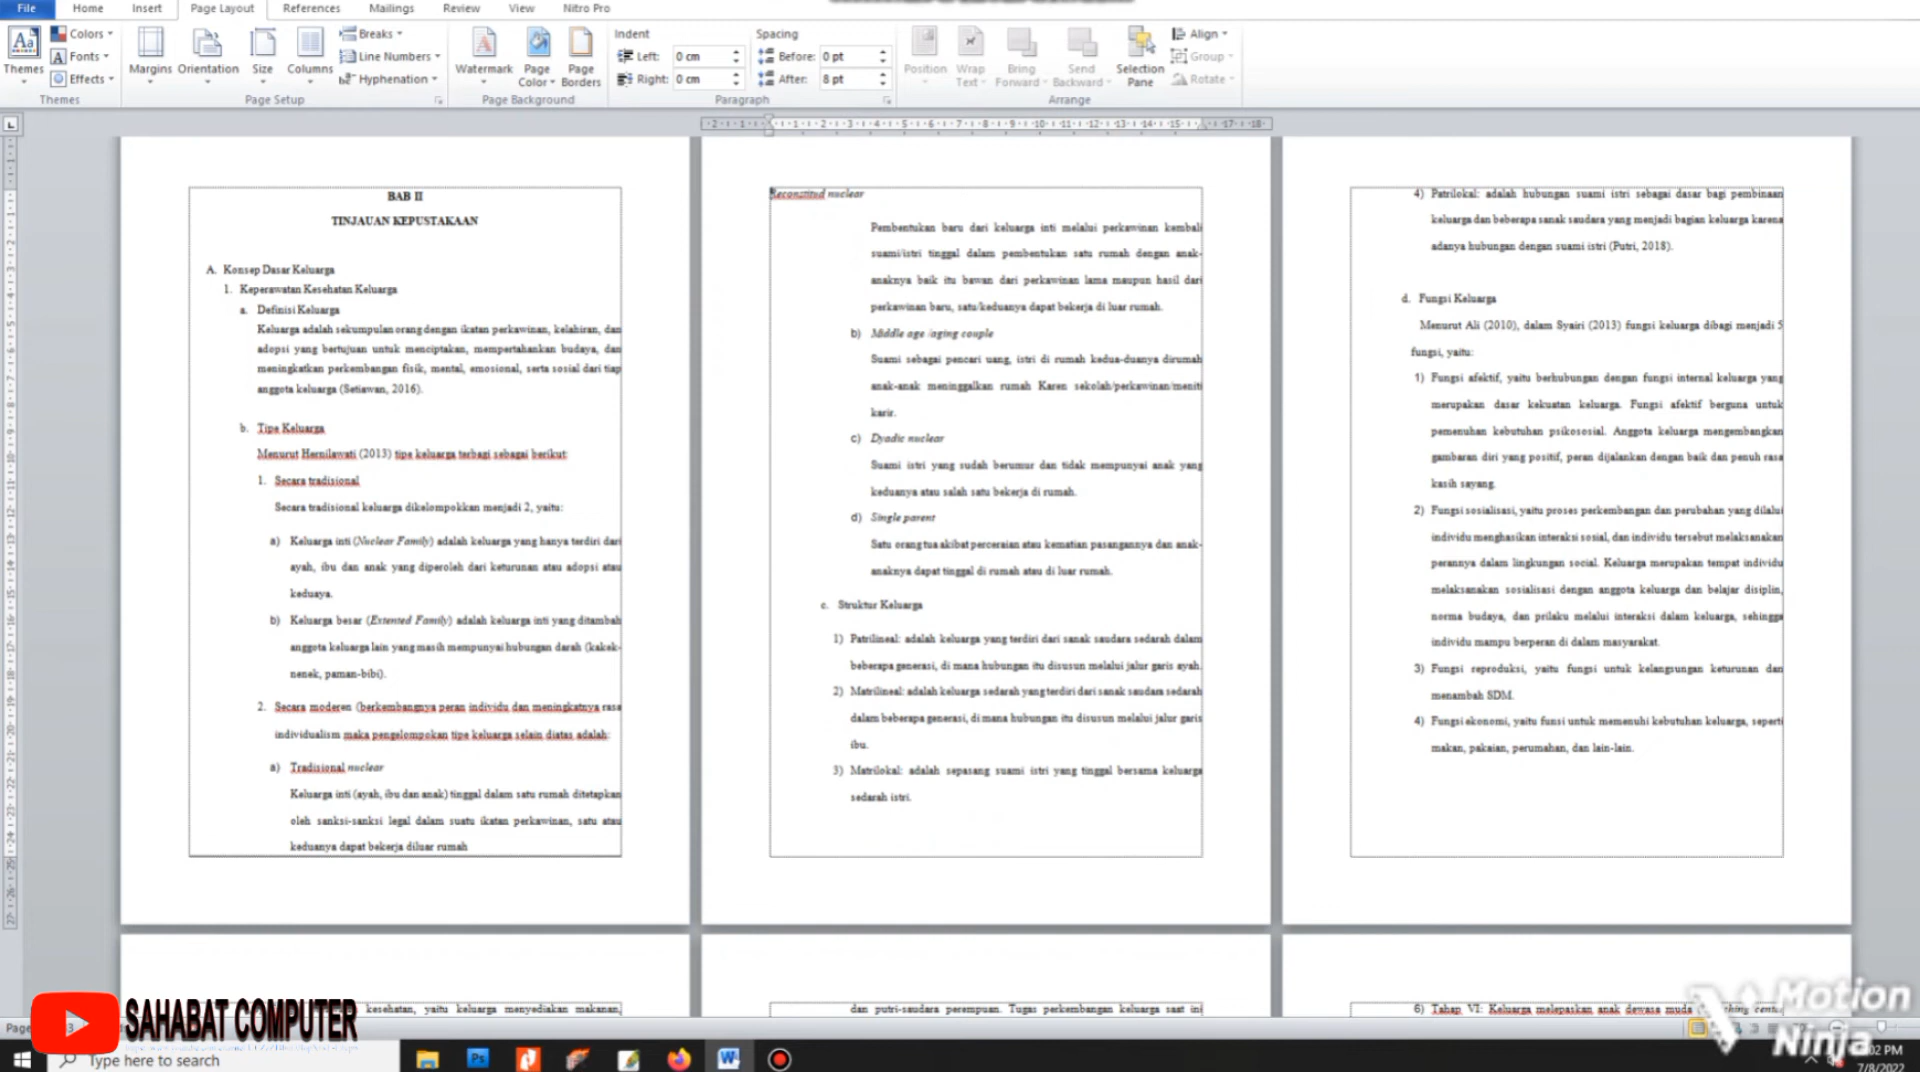 File Home Insert Page Layout References Mailings Review View Nitro Pro
Themes
Colors
Fonts
Effects
Themes
Margins Orientation Size Columns
Breaks
Line Numbers
Hyphenation
Page Setup
Watermark Page Color Page Borders
Page Background
Indent
Left: 0 cm
Right: 0 cm
Spacing
Before: 0 pt
After: 8 pt
Paragraph
Position Wrap Text Bring Forward Send Backward Selection Pane
Align
Group
Rotate
Arrange
BAB II
TINJAUAN KEPUSTAKAAN
A. Konsep Dasar Keluarga
1. Keperawatan Kesehatan Keluarga
a. Definisi Keluarga
Keluarga adalah sekumpulan orang dengan ikatan perkawinan, kelahiran, dan
adopsi yang bertujuan untuk menciptakan, mempertahankan budaya, dan
meningkatkan perkembangan fisik, mental, emosional, serta sosial dari tiap
anggota keluarga (Setiawan, 2016).
b. Tipe Keluarga
Menurut Hernilawati (2013) tipe keluarga terbagi sebagai berikut:
1. Secara tradisional
Secara tradisional keluarga dikelompokkan menjadi 2, yaitu:
a) Keluarga inti (Nuclear Family) adalah keluarga yang hanya terdiri dari
ayah, ibu dan anak yang diperoleh dari keturunan atau adopsi atau
keduaya.
b) Keluarga besar (Extented Family) adalah keluarga inti yang ditambah
anggota keluarga lain yang masih mempunyai hubungan darah (kakek-
nenek, paman-bibi).
2. Secara moderen (berkembangnya peran individu dan meningkatnya rasa
individualism maka pengelompokan tipe keluarga selain diatas adalah:
a) Tradisional nuclear
Keluarga inti (ayah, ibu dan anak) tinggal dalam satu rumah ditetapkan
oleh sanksi-sanksi legal dalam suatu ikatan perkawinan, satu atau
keduanya dapat bekerja diluar rumah
Reconstitud nuclear
Pembentukan baru dari keluarga inti melalui perkawinan kembali
suami/istri tinggal dalam pembentukan satu rumah dengan anak-
anaknya baik itu bawan dari perkawinan lama maupun hasil dari
perkawinan baru, satu/keduanya dapat bekerja di luar rumah.
b) Middle age /aging couple
Suami sebagai pencari uang, istri di rumah kedua-duanya dirumah
anak-anak meninggalkan rumah Karen sekolah/perkawinan/meniti
karir.
c) Dyadic nuclear
Suami istri yang sudah berumur dan tidak mempunyai anak yang
keduanya atau salah satu bekerja di rumah.
d) Single parent
Satu orang tua akibat perceraian atau kematian pasangannya dan anak-
anaknya dapat tinggal di rumah atau di luar rumah.
c. Struktur Keluarga
1) Patrilineal: adalah keluarga yang terdiri dari sanak saudara sedarah dalam
beberapa generasi, di mana hubungan itu disusun melalui jalur garis ayah.
2) Matrilineal: adalah keluarga sedarah yang terdiri dari sanak saudara sedarah
dalam beberapa generasi, di mana hubungan itu disusun melalui jalur garis
ibu.
3) Matrilokal: adalah sepasang suami istri yang tinggal bersama keluarga
sedarah istri.
4) Patrilokal: adalah hubungan suami istri sebagai dasar bagi pembinaan
keluarga dan beberapa sanak saudara yang menjadi bagian keluarga karena
adanya hubungan dengan suami istri (Putri, 2018).
d. Fungsi Keluarga
Menurut Ali (2010), dalam Syairi (2013) fungsi keluarga dibagi menjadi 5
fungsi, yaitu:
1) Fungsi afektif, yaitu berhubungan dengan fungsi internal keluarga yang
merupakan dasar kekuatan keluarga. Fungsi afektif berguna untuk
pemenuhan kebutuhan psikososial. Anggota keluarga mengembangkan
gambaran diri yang positif, peran dijalankan dengan baik dan penuh rasa
kasih sayang.
2) Fungsi sosialisasi, yaitu proses perkembangan dan perubahan yang dilalui
individu menghasikan interaksi sosial, dan individu tersebut melaksanakan
perannya dalam lingkungan social. Keluarga merupakan tempat individu
melaksanakan sosialisasi dengan anggota keluarga dan belajar disiplin,
norma budaya, dan prilaku melalui interaksi dalam keluarga, sehingga
individu mampu berperan di dalam masyarakat.
3) Fungsi reproduksi, yaitu fungsi untuk kelangsungan keturunan dan
menambah SDM.
4) Fungsi ekonomi, yaitu funsi untuk memenuhi kebutuhan keluarga, seperti
makan, pakaian, perumahan, dan lain-lain.
kesehatan, yaitu keluarga menyediakan makanan,
dan putri-saudara perempuan. Tugas perkembangan keluarga saat ini
6) Tahap VI: Keluarga melepaskan anak dewasa muda
SAHABAT COMPUTER
Motion
Ninja
Type here to search
02 PM
7/8/2022